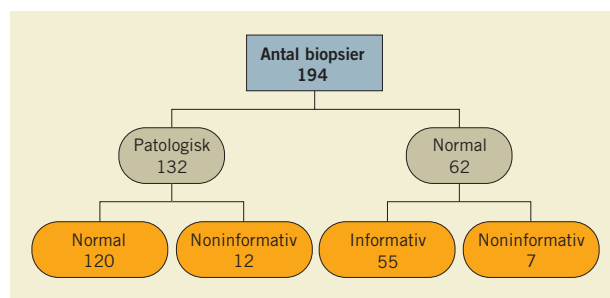 Antal biopsier
194
Patologisk
132
Normal
62
Normal
120
Noninformativ
12
Informativ
55
Noninformativ
7